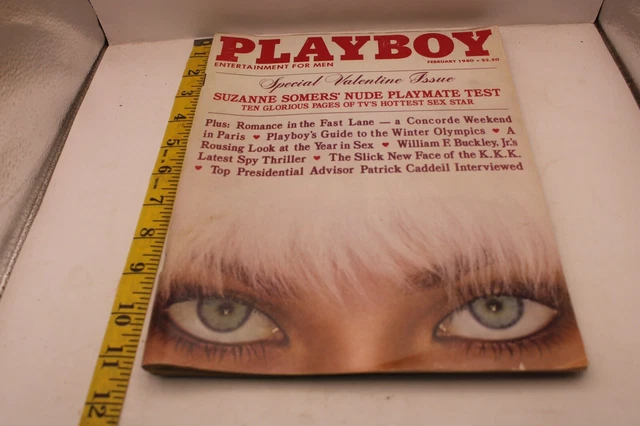 PLAYBOY
ENTERTAINMENT FOR MEN
FEBRUARY 1980 • $2.50
Special Valentine Issue
SUZANNE SOMERS' NUDE PLAYMATE TEST
TEN GLORIOUS PAGES OF TV'S HOTTEST SEX STAR
Plus: Romance in the Fast Lane — a Concorde Weekend
in Paris ♥ Playboy's Guide to the Winter Olympics ♥ A
Rousing Look at the Year in Sex ♥ William F. Buckley, Jr.'s
Latest Spy Thriller ♥ The Slick New Face of the K.K.K.
♥ Top Presidential Advisor Patrick Caddell Interviewed
1
2
3
4
5
6
7
8
9
10
11
12